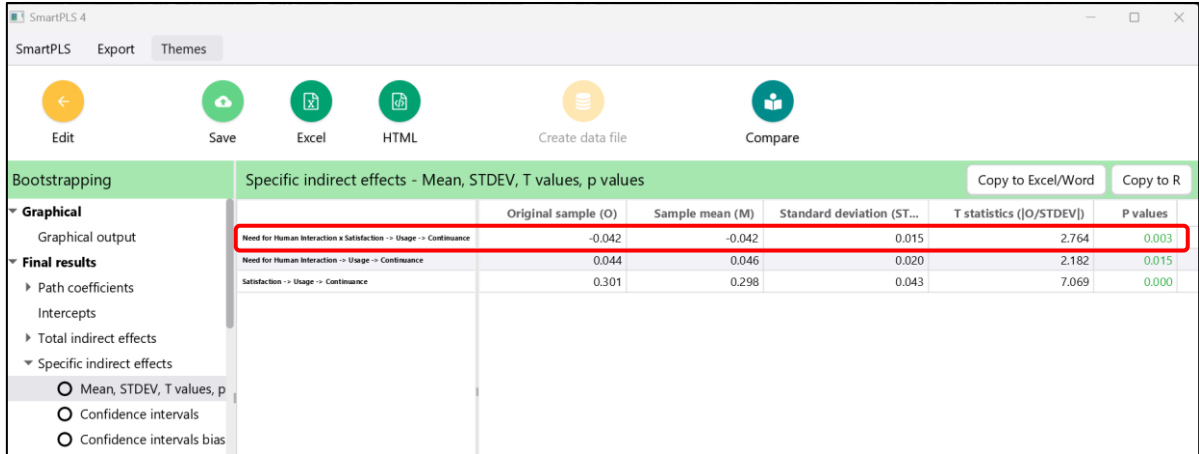 SmartPLS 4
SmartPLS Export Themes
Edit Save Excel HTML Create data file Compare
Bootstrapping
Specific indirect effects - Mean, STDEV, T values, p values Copy to Excel/Word Copy to R
Graphical
Graphical output
Final results
Path coefficients
Intercepts
Total indirect effects
Specific indirect effects
Mean, STDEV, T values, p
Confidence intervals
Confidence intervals bias
Original sample (O) Sample mean (M) Standard deviation (ST... T statistics (|O/STDEV|) P values
Need for Human Interaction x Satisfaction -> Usage -> Continuance -0.042 -0.042 0.015 2.764 0.003
Need for Human Interaction -> Usage -> Continuance 0.044 0.046 0.020 2.182 0.015
Satisfaction -> Usage -> Continuance 0.301 0.298 0.043 7.069 0.000